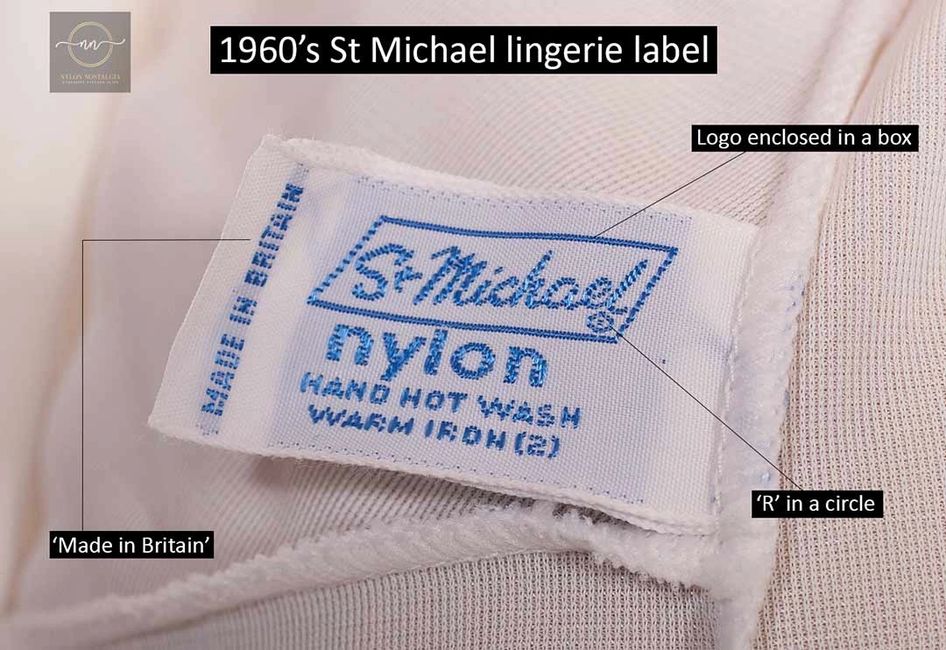 1960’s St Michael lingerie label
nn
NYLON NOSTALGIA
Logo enclosed in a box
MADE IN BRITAIN
St Michael
®
nylon
HAND HOT WASH
WARM IRON (2)
‘R’ in a circle
‘Made in Britain’